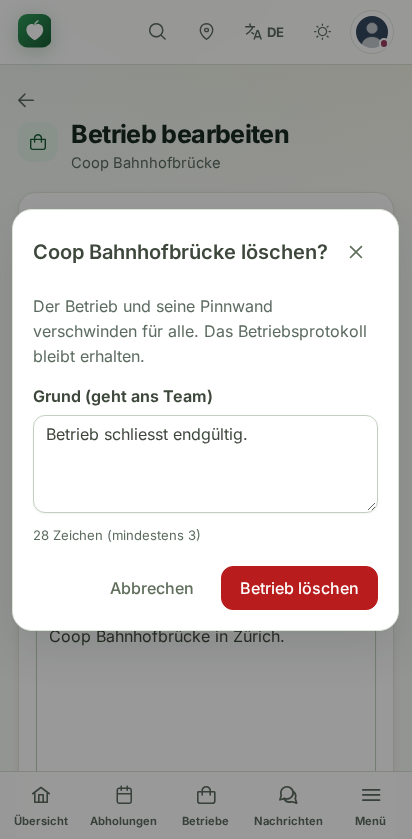 DE
Betrieb bearbeiten
Coop Bahnhofbrücke
Coop Bahnhofbrücke löschen?
Der Betrieb und seine Pinnwand
verschwinden für alle. Das Betriebsprotokoll
bleibt erhalten.
Grund (geht ans Team)
Betrieb schliesst endgültig.
28 Zeichen (mindestens 3)
Abbrechen
Betrieb löschen
Coop Bahnhofbrücke in Zürich.
Übersicht
Abholungen
Betriebe
Nachrichten
Menü